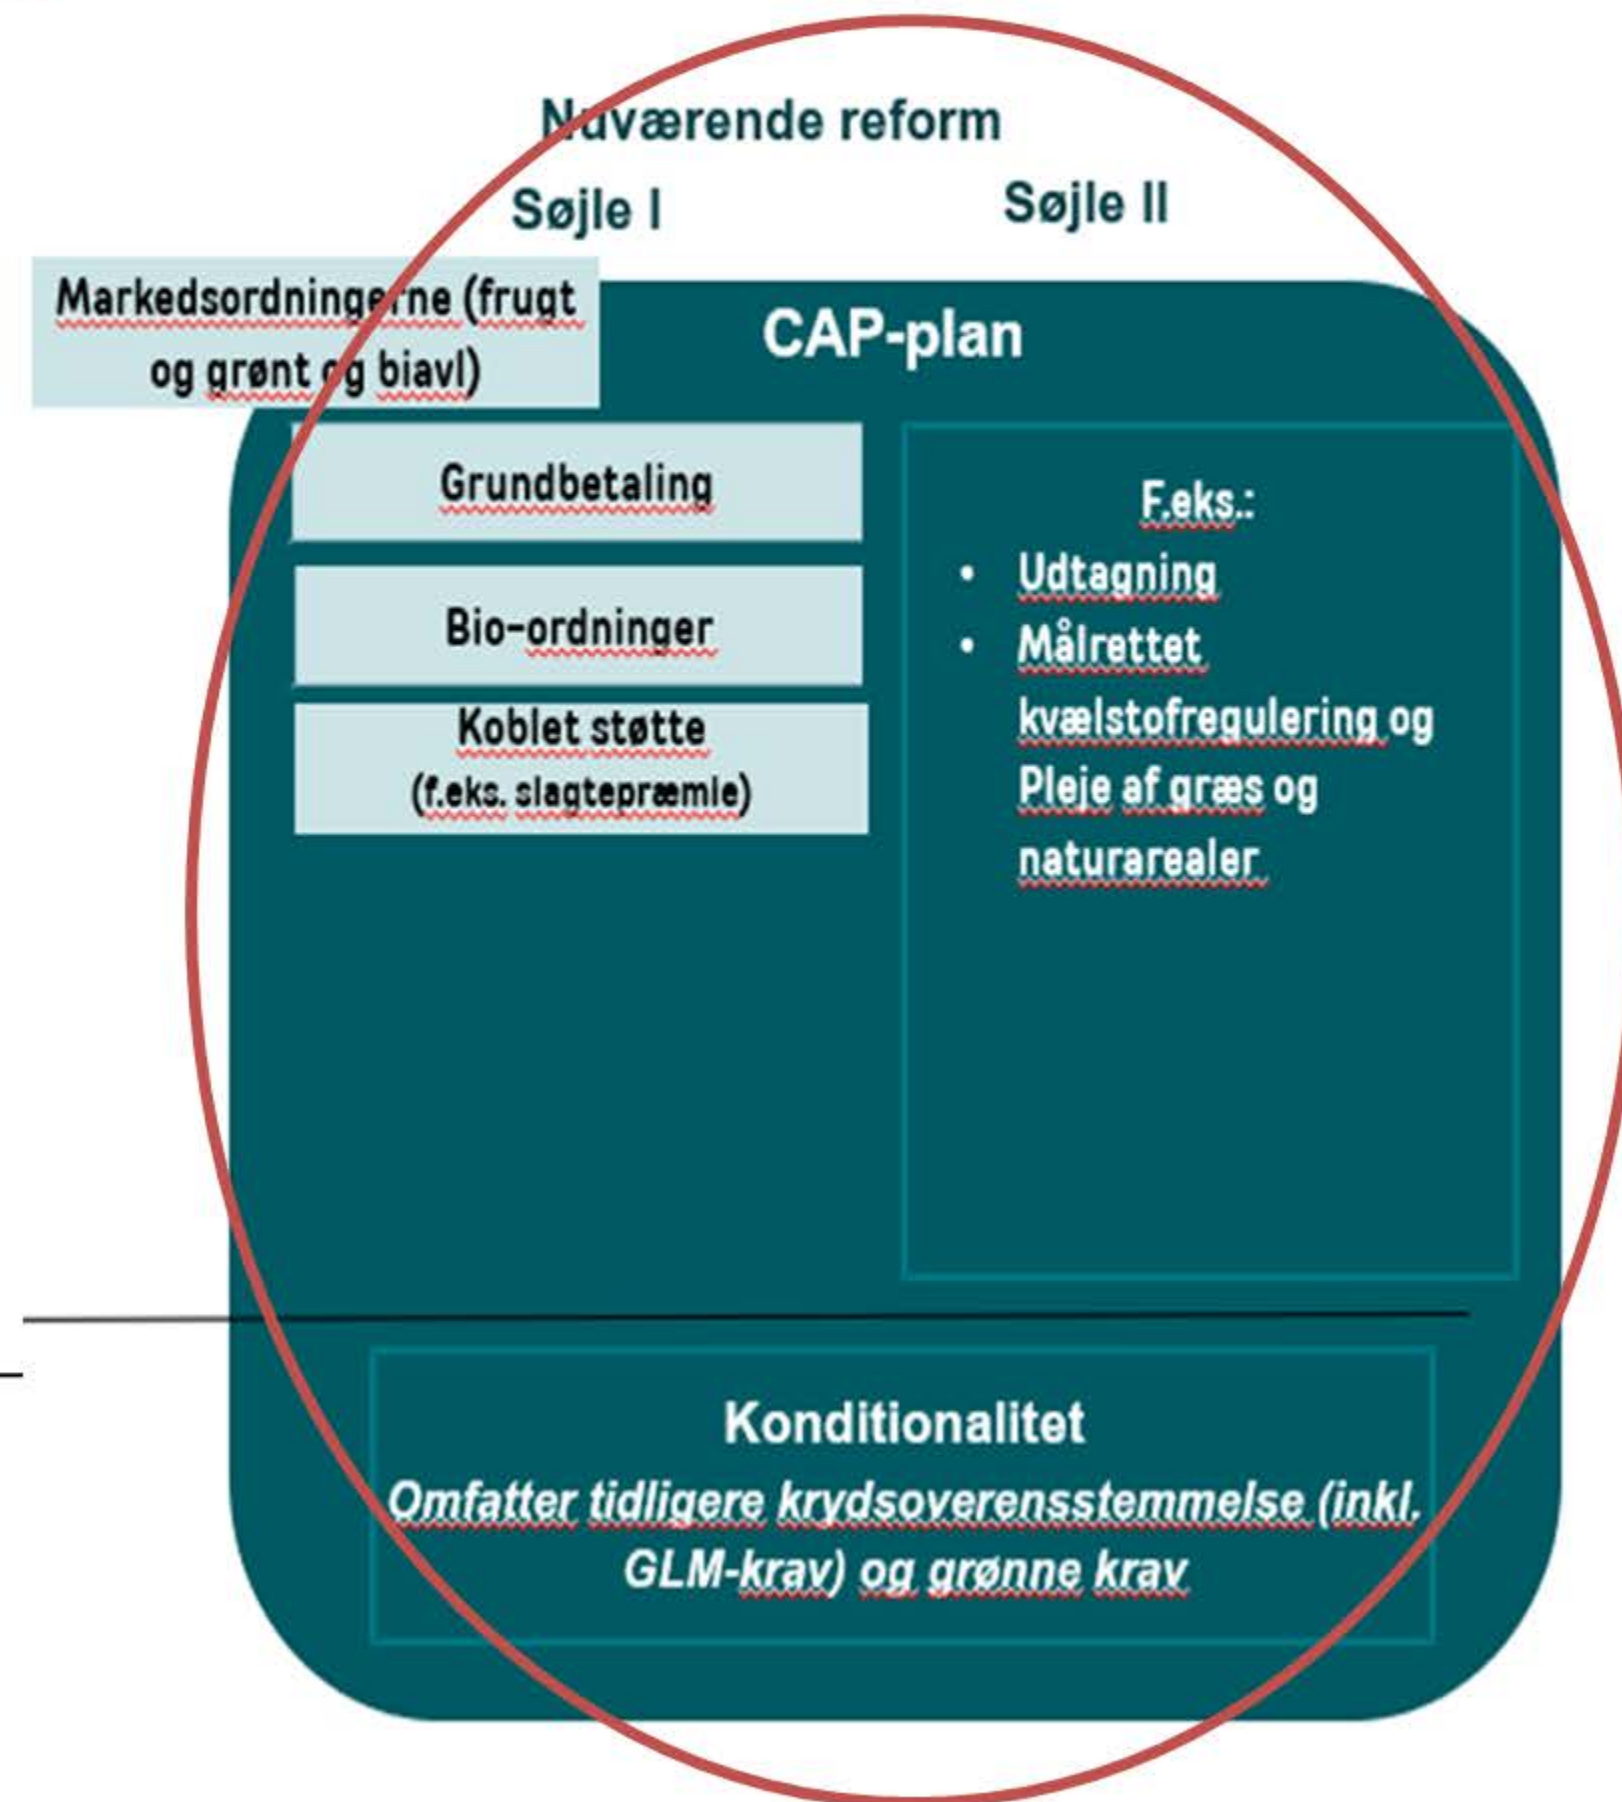 Nuværende reform
Søjle I
Søjle II
Markedsordningerne (frugt
og grønt og biavl)
CAP-plan
Grundbetaling
Bio-ordninger
Koblet støtte
(f.eks. slagtepræmie)
F.eks.:
• Udtagning
• Målrettet
kvælstofregulering og
Pleje af græs og
naturarealer
Konditionalitet
Omfatter tidligere krydsoverensstemmelse (inkl.
GLM-krav) og grønne krav